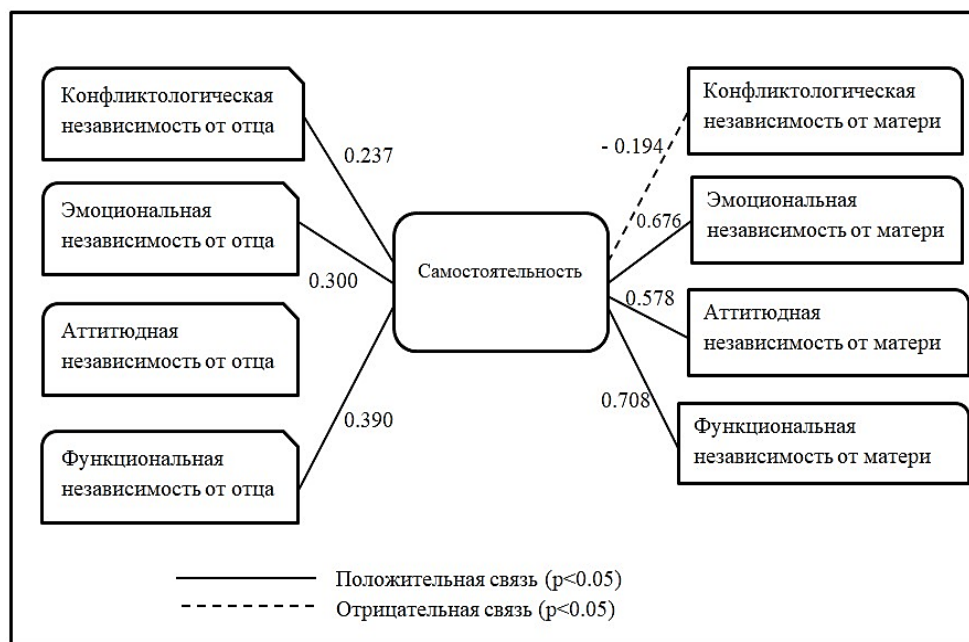 Конфликтологическая
независимость от отца
0.237
Эмоциональная
независимость от отца
0.300
Аттитюдная
независимость от отца
0.390
Функциональная
независимость от отца
Самостоятельность
Конфликтологическая
независимость от матери
- 0.194
Эмоциональная
независимость от матери
0.676
Аттитюдная
независимость от матери
0.578
Функциональная
независимость от матери
0.708
Положительная связь (p<0.05)
Отрицательная связь (p<0.05)